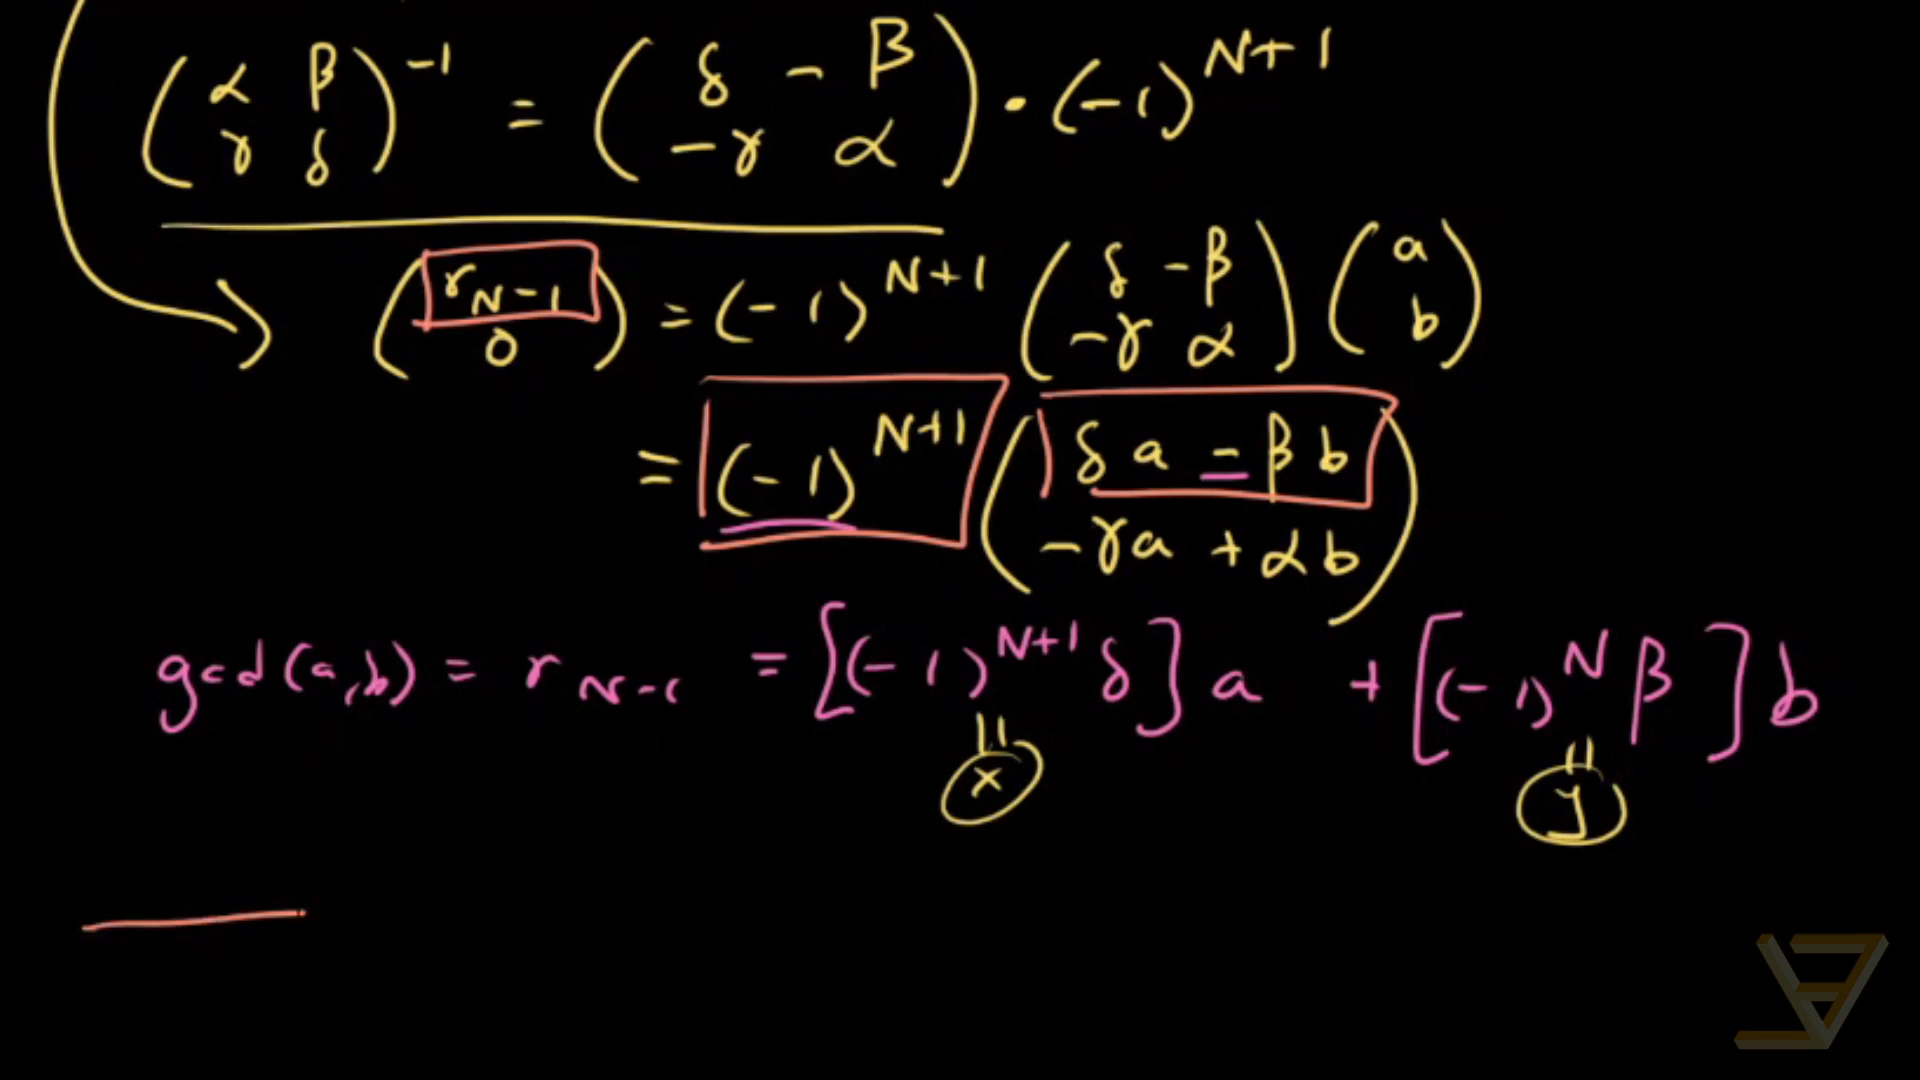 (α β γ δ)^-1 = (δ -β -γ α) · (-1)^N+1
(r_N-1 0) = (-1)^N+1 (δ -β -γ α) (a b)
= (-1)^N+1 (δa - βb -γa + αb)
gcd(a,b) = r_N-1 = [(-1)^N+1 δ] a + [(-1)^N β] b
= x = y